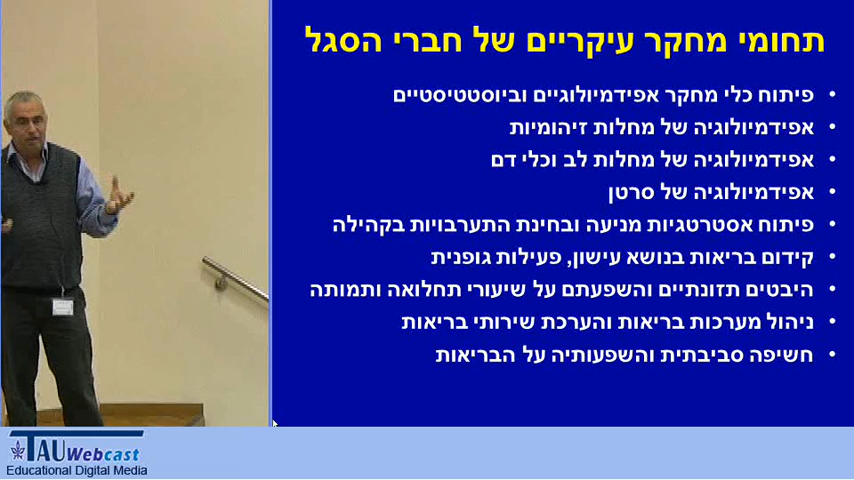 תחומי מחקר עיקריים של חברי הסגל
• פיתוח כלי מחקר אפידמיולוגיים וביוסטטיסטיים
• אפידמיולוגיה של מחלות זיהומיות
• אפידמיולוגיה של מחלות לב וכלי דם
• אפידמיולוגיה של סרטן
• פיתוח אסטרטגיות מניעה ובחינת התערבויות בקהילה
• קידום בריאות בנושא עישון, פעילות גופנית
• היבטים תזונתיים והשפעתם על שיעורי תחלואה ותמותה
• ניהול מערכות בריאות והערכת שירותי בריאות
• חשיפה סביבתית והשפעותיה על הבריאות
TAU Webcast
Educational Digital Media